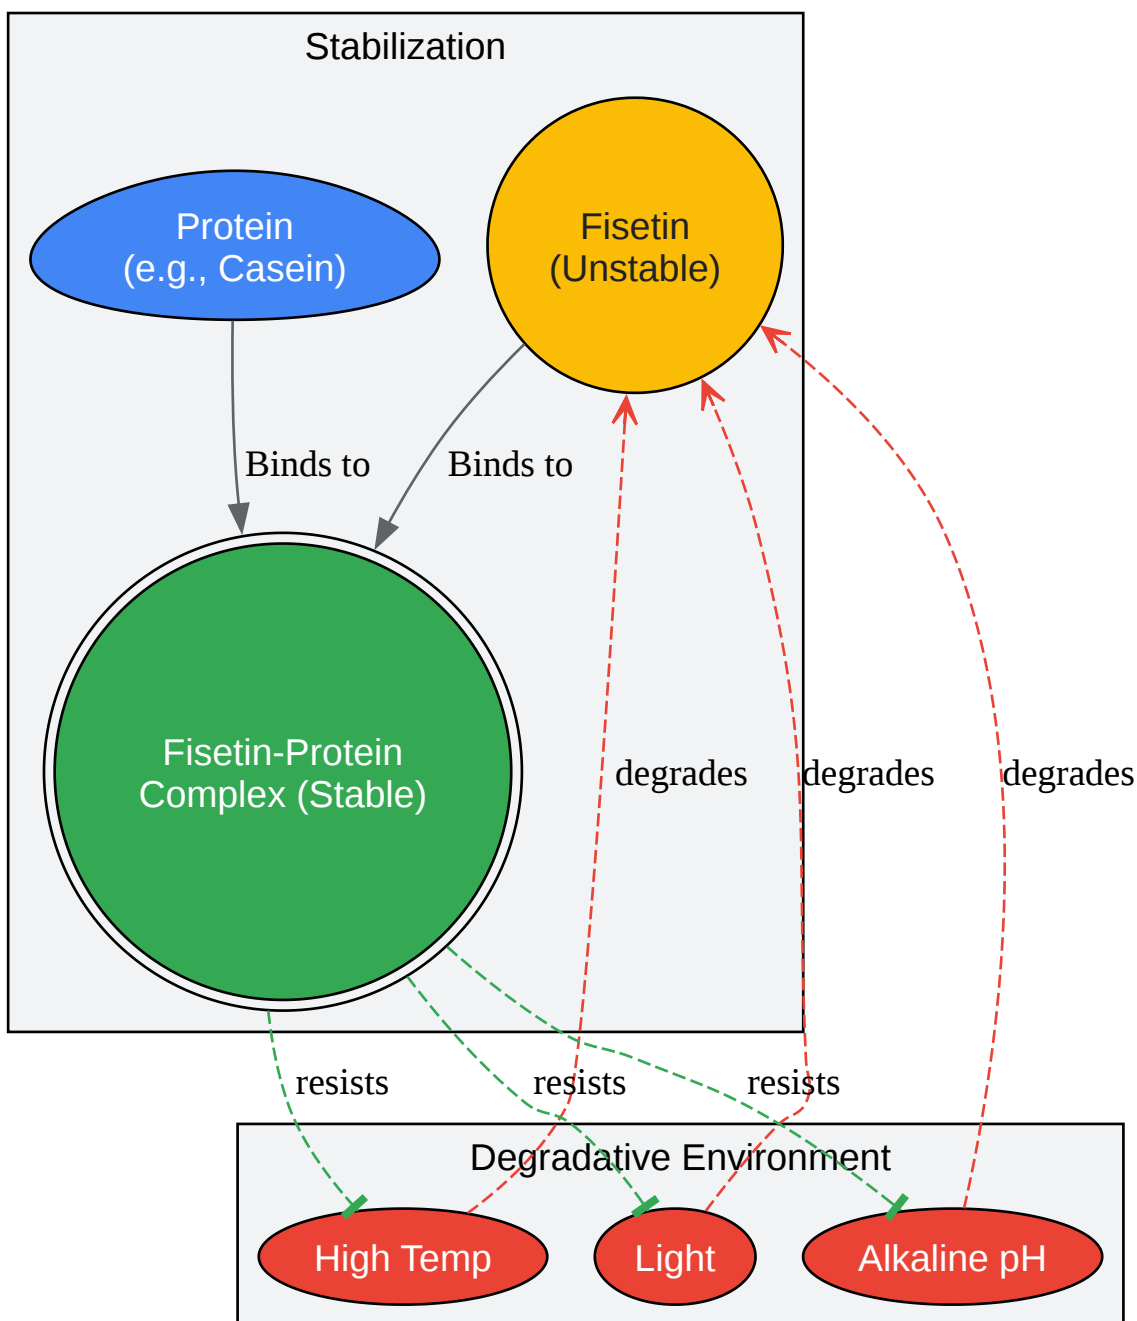 Stabilization
Protein
(e.g., Casein)
Fisetin
(Unstable)
Binds to
Binds to
Fisetin-Protein
Complex (Stable)
degrades
degrades
degrades
resists
resists
resists
Degradative Environment
High Temp
Light
Alkaline pH